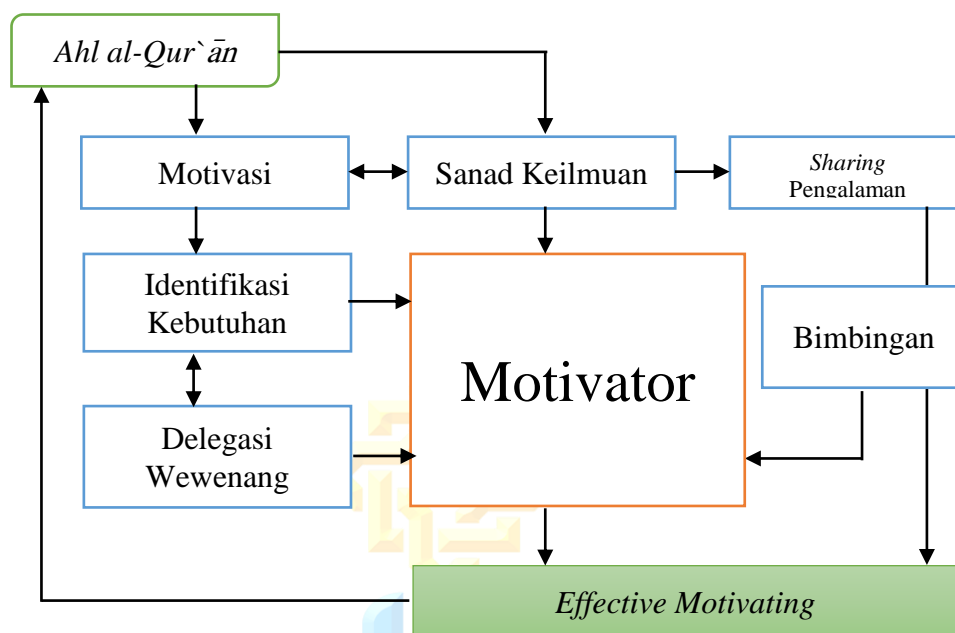 Ahl al-Qur`ān
Motivasi
Sanad Keilmuan
Sharing
Pengalaman
Identifikasi
Kebutuhan
Motivator
Bimbingan
Delegasi
Wewenang
Effective Motivating